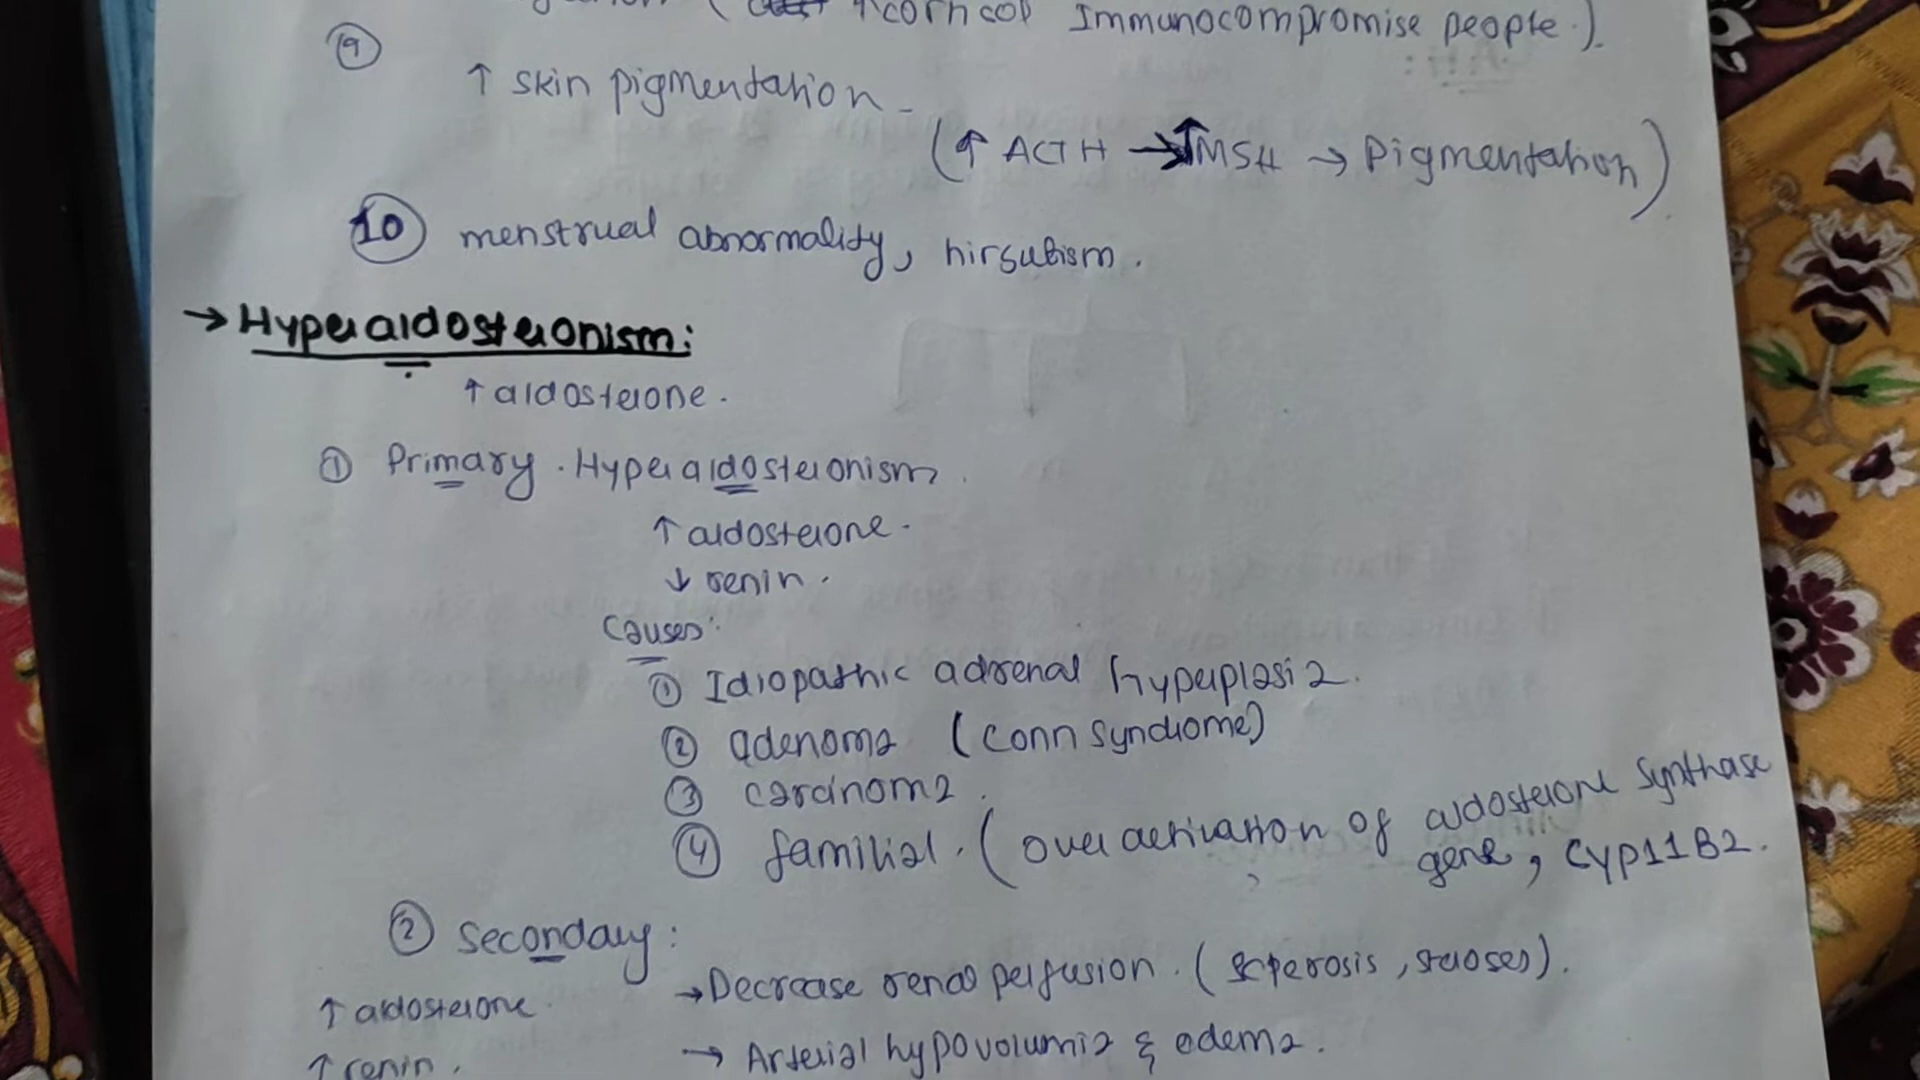 ( ↑ corticol Immunocompromise people.).
9
↑ skin pigmentation -
(↑ ACTH → ↑MSH → Pigmentation)
10 menstrual abnormality, hirsutism.
→ Hyperaldosteronism:
↑ aldosterone.
① Primary . Hyperaldosteronism.
↑ aldosterone.
↓ renin.
Causes:
① Idiopathic adrenal hyperplasia.
② adenoma (conn syndrome)
③ carcinoma.
④ familial. ( over activation of aldosterone synthase
gene, CYP11B2.
② Secondary:
→ Decrease renal perfusion. ( , ).
↑ aldosterone
→ Arterial hypovolumia & edema.
↑ renin.